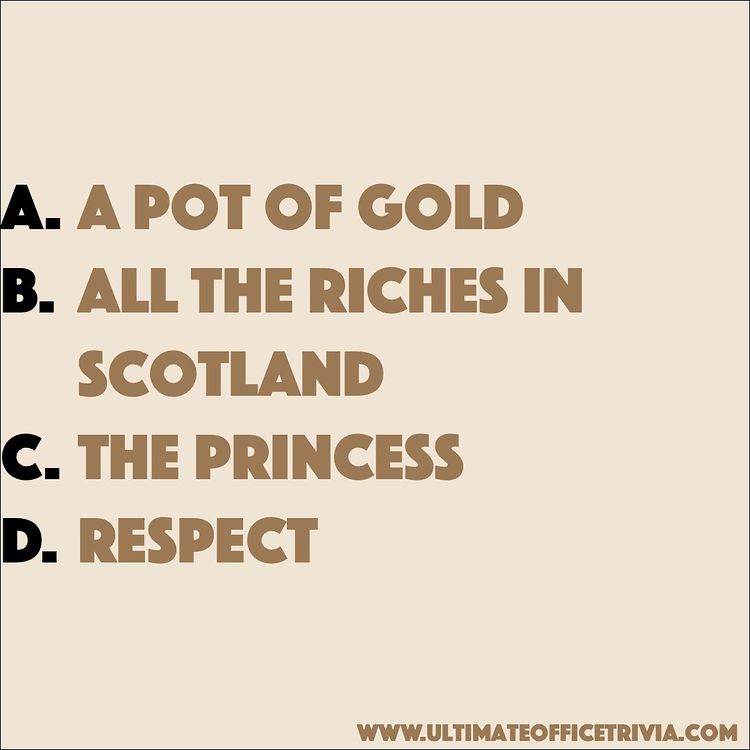 A. A POT OF GOLD
B. ALL THE RICHES IN
SCOTLAND
C. THE PRINCESS
D. RESPECT
WWW.ULTIMATEOFFICETRIVIA.COM